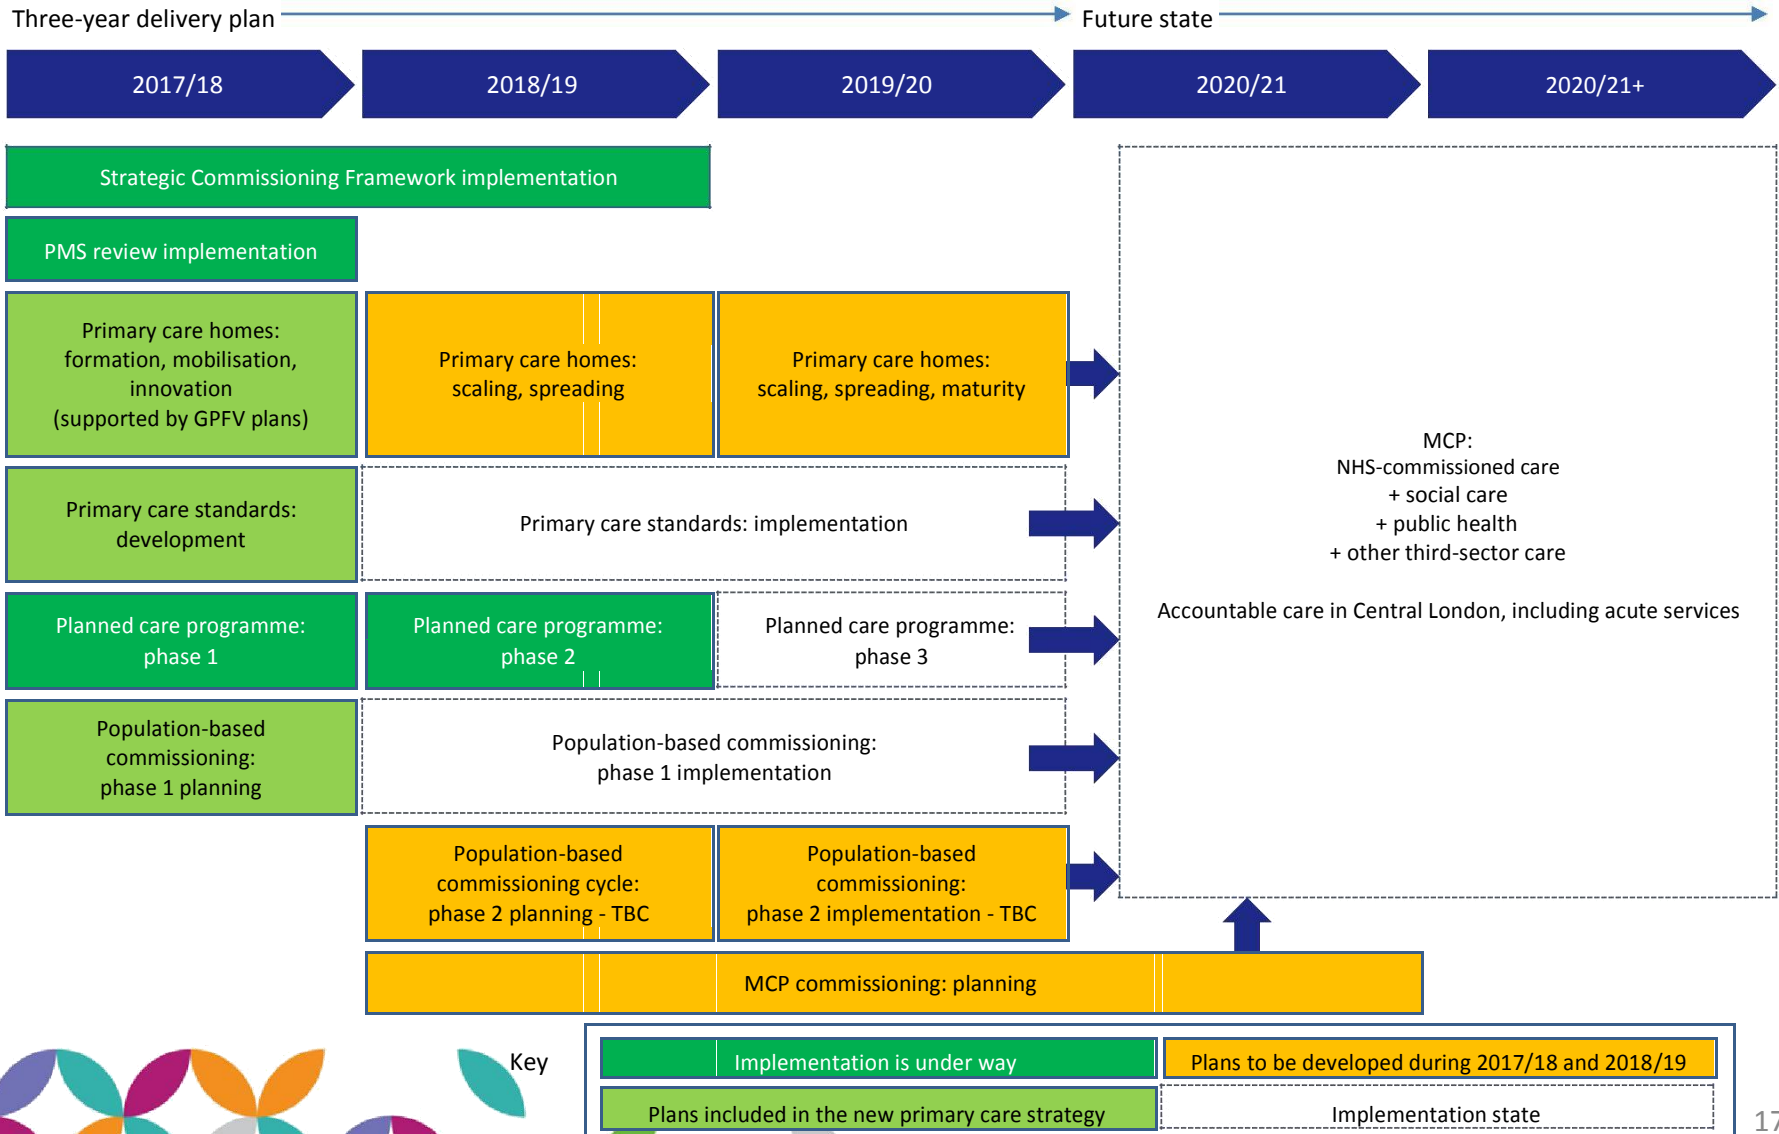 Three-year delivery plan
Future state
2017/18
2018/19
2019/20
2020/21
2020/21+
Strategic Commissioning Framework implementation
PMS review implementation
Primary care homes:
formation, mobilisation,
innovation
(supported by GPFV plans)
Primary care homes:
scaling, spreading
Primary care homes:
scaling, spreading, maturity
Primary care standards:
development
Primary care standards: implementation
Planned care programme:
phase 1
Planned care programme:
phase 2
Planned care programme:
phase 3
Population-based
commissioning:
phase 1 planning
Population-based commissioning:
phase 1 implementation
Population-based
commissioning cycle:
phase 2 planning - TBC
Population-based
commissioning:
phase 2 implementation - TBC
MCP commissioning: planning
MCP:
NHS-commissioned care
+ social care
+ public health
+ other third-sector care
Accountable care in Central London, including acute services
Key
Implementation is under way
Plans to be developed during 2017/18 and 2018/19
Plans included in the new primary care strategy
Implementation state
17